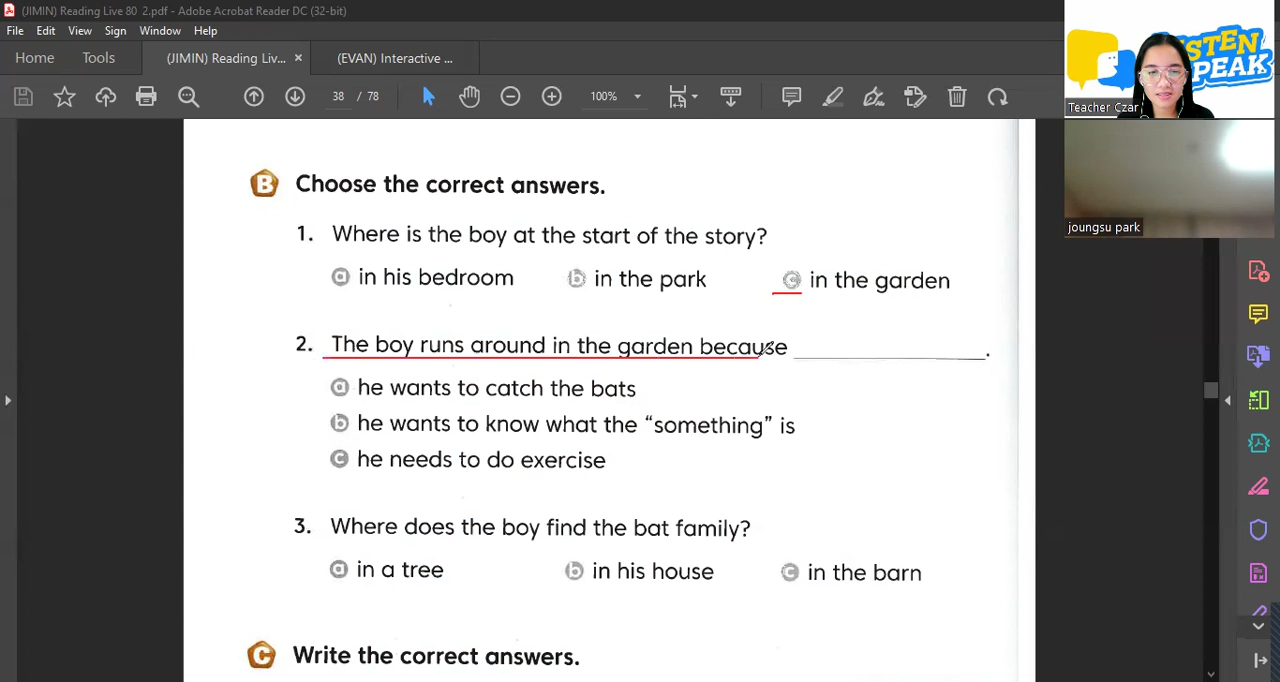 (JIMIN) Reading Live 80 2.pdf - Adobe Acrobat Reader DC (32-bit)
File Edit View Sign Window Help
Home Tools (JIMIN) Reading Liv... × (EVAN) Interactive ...
38 / 78 100%
LISTEN
SPEAK
Teacher Czar
joungsu park
B Choose the correct answers.
1. Where is the boy at the start of the story?
a in his bedroom b in the park c in the garden
2. The boy runs around in the garden because ____________.
a he wants to catch the bats
b he wants to know what the “something” is
c he needs to do exercise
3. Where does the boy find the bat family?
a in a tree b in his house c in the barn
C Write the correct answers.